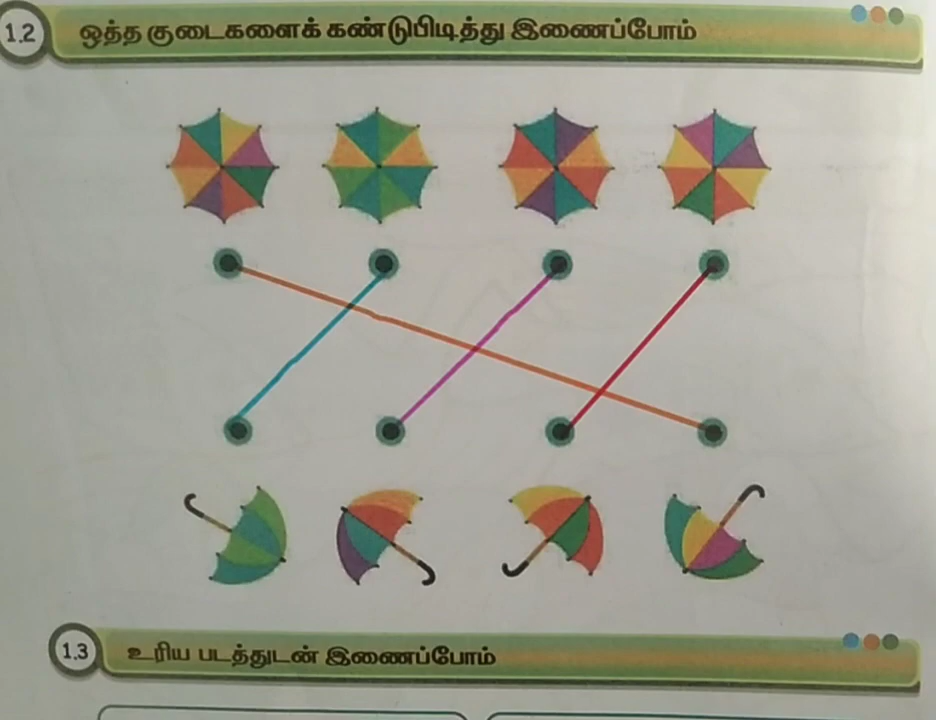 1.2 ஒத்த குடைகளைக் கண்டுபிடித்து இணைப்போம்
1.3 உரிய படத்துடன் இணைப்போம்